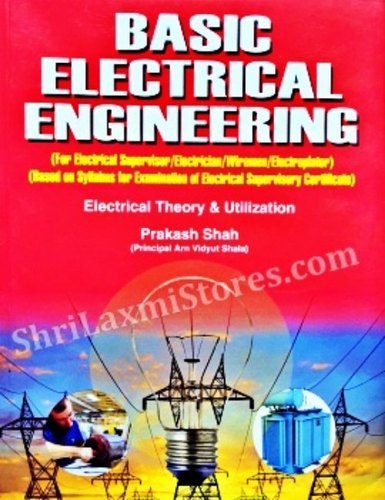 BASIC
ELECTRICAL
ENGINEERING
(For Electrical Supervisor/Electrician/Wireman/Electroplator)
(Based on Syllabus for Examination of Electrical Supervisory Certificate)
Electrical Theory & Utilization
Prakash Shah
(Principal Arn Vidyut Shala)
ShriLaxmiStores.com